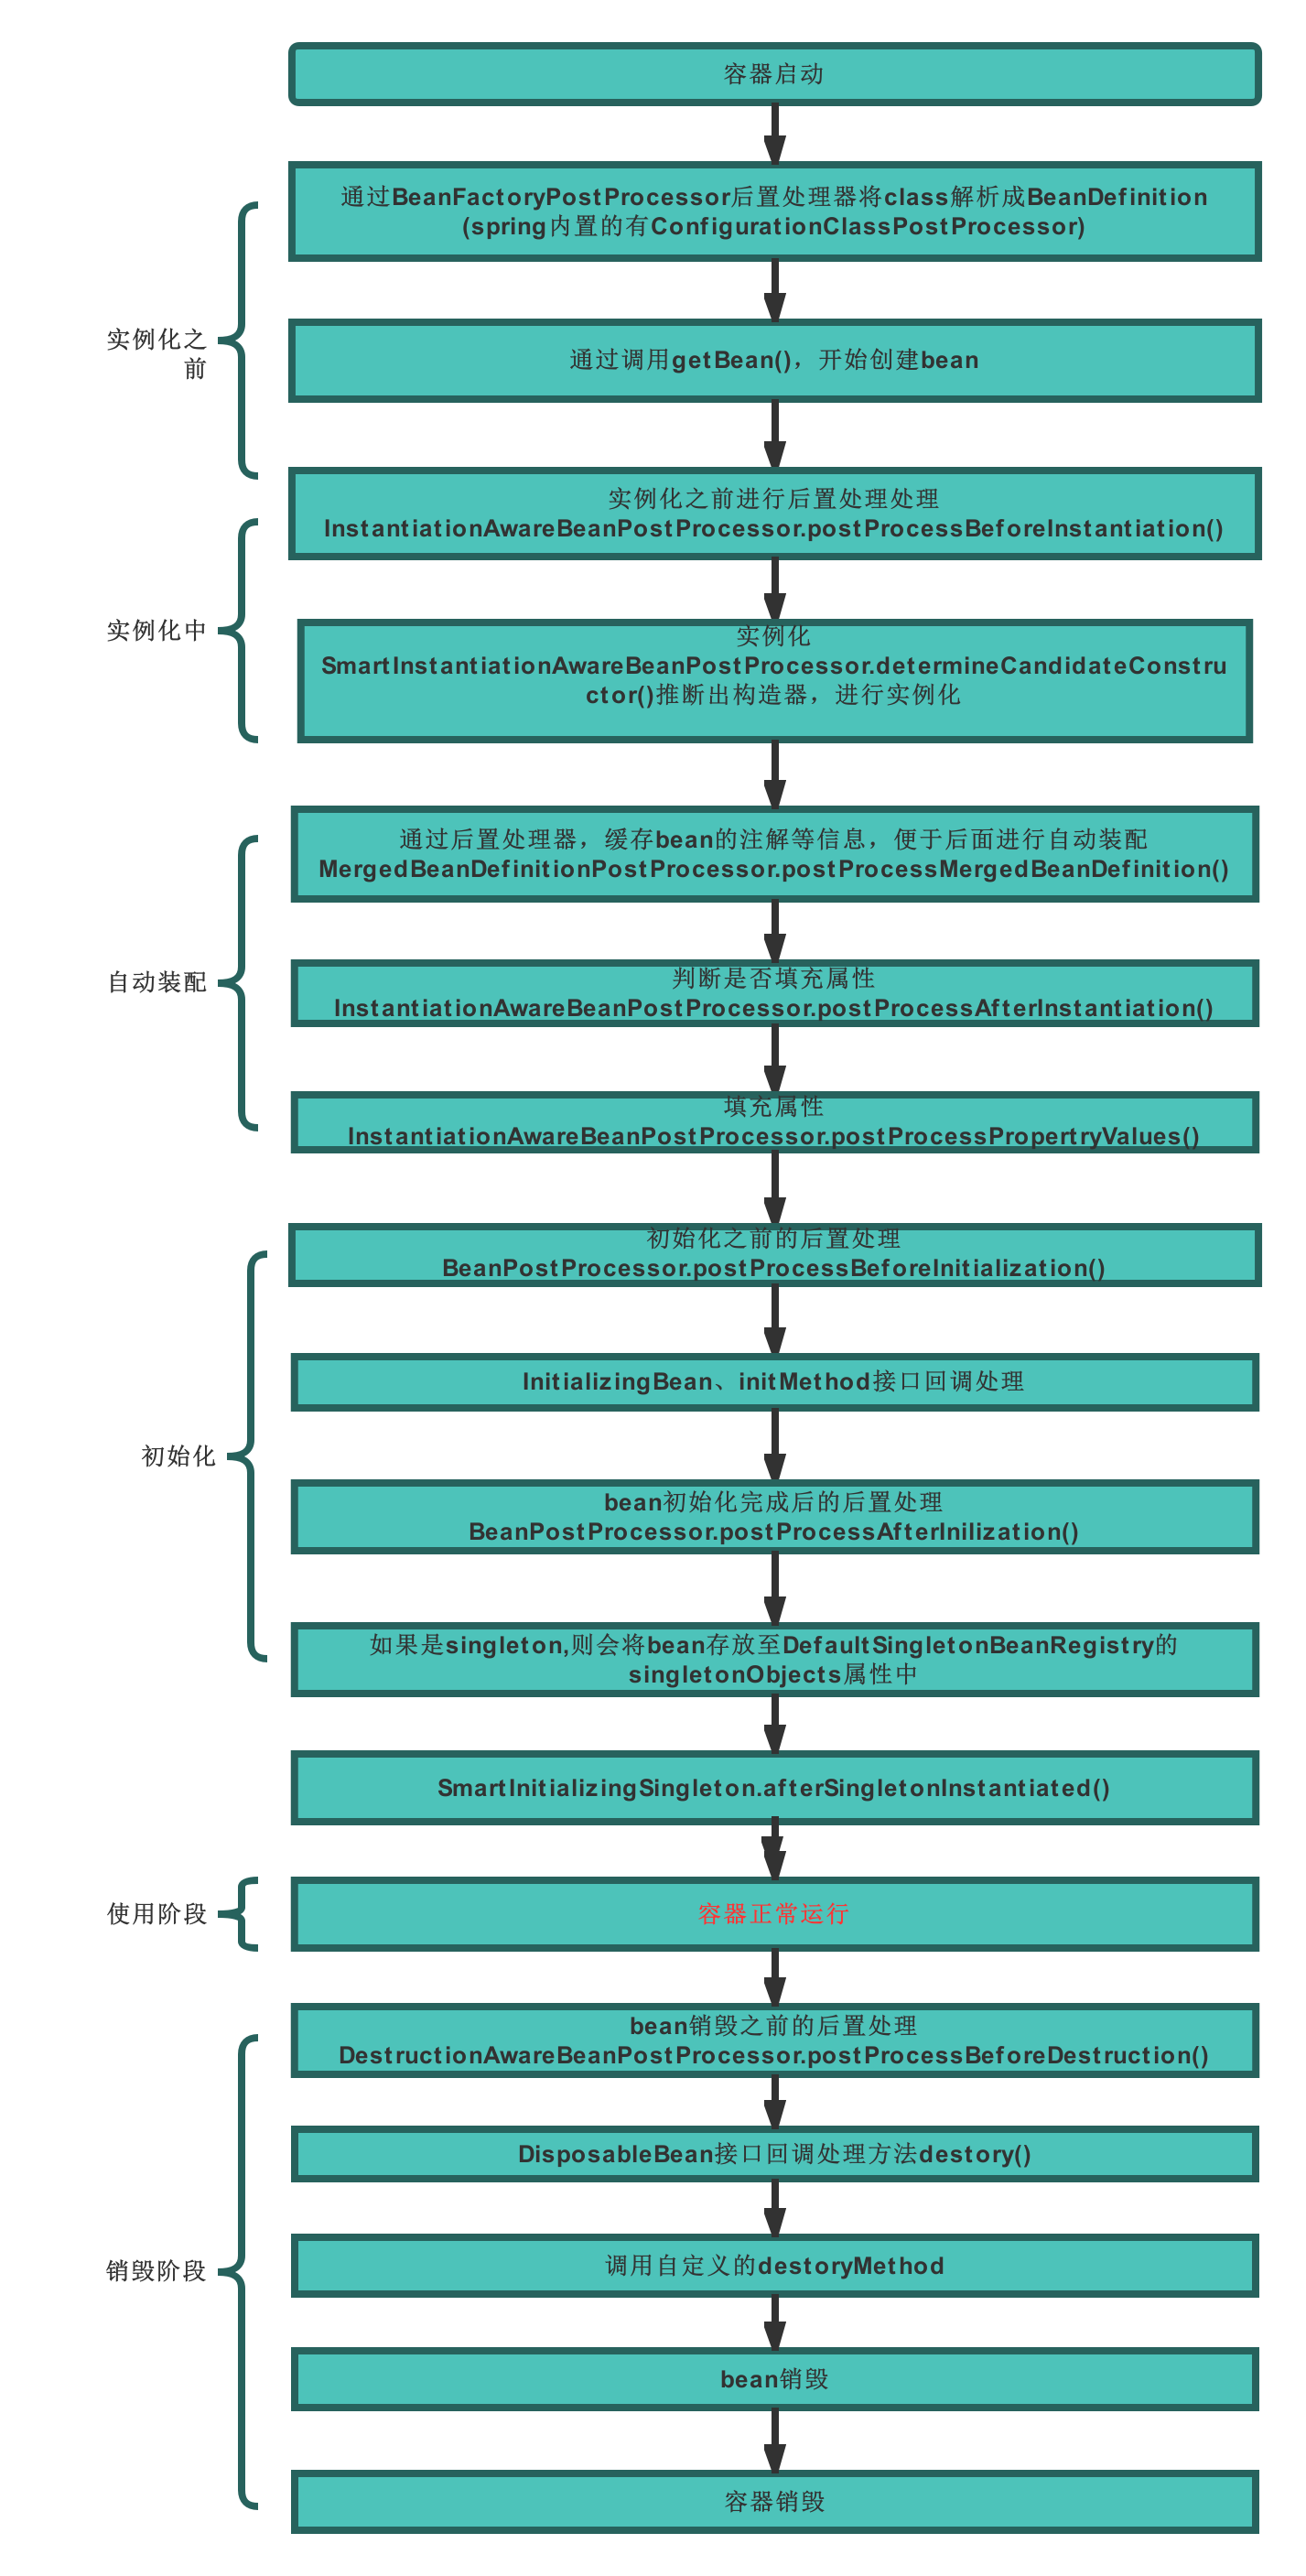 容器启动
通过BeanFactoryPostProcessor后置处理器将class解析成BeanDefinition
(spring内置的有ConfigurationClassPostProcessor)
实例化之
前
通过调用getBean()，开始创建bean
实例化之前进行后置处理处理
InstantiationAwareBeanPostProcessor.postProcessBeforeInstantiation()
实例化中
实例化
SmartInstantiationAwareBeanPostProcessor.determineCandidateConstru
ctor()推断出构造器，进行实例化
通过后置处理器，缓存bean的注解等信息，便于后面进行自动装配
MergedBeanDefinitionPostProcessor.postProcessMergedBeanDefinition()
自动装配
判断是否填充属性
InstantiationAwareBeanPostProcessor.postProcessAfterInstantiation()
填充属性
InstantiationAwareBeanPostProcessor.postProcessPropertryValues()
初始化之前的后置处理
BeanPostProcessor.postProcessBeforeInitialization()
InitializingBean、initMethod接口回调处理
初始化
bean初始化完成后的后置处理
BeanPostProcessor.postProcessAfterInilization()
如果是singleton,则会将bean存放至DefaultSingletonBeanRegistry的
singletonObjects属性中
SmartInitializingSingleton.afterSingletonInstantiated()
使用阶段
容器正常运行
bean销毁之前的后置处理
DestructionAwareBeanPostProcessor.postProcessBeforeDestruction()
DisposableBean接口回调处理方法destory()
销毁阶段
调用自定义的destoryMethod
bean销毁
容器销毁